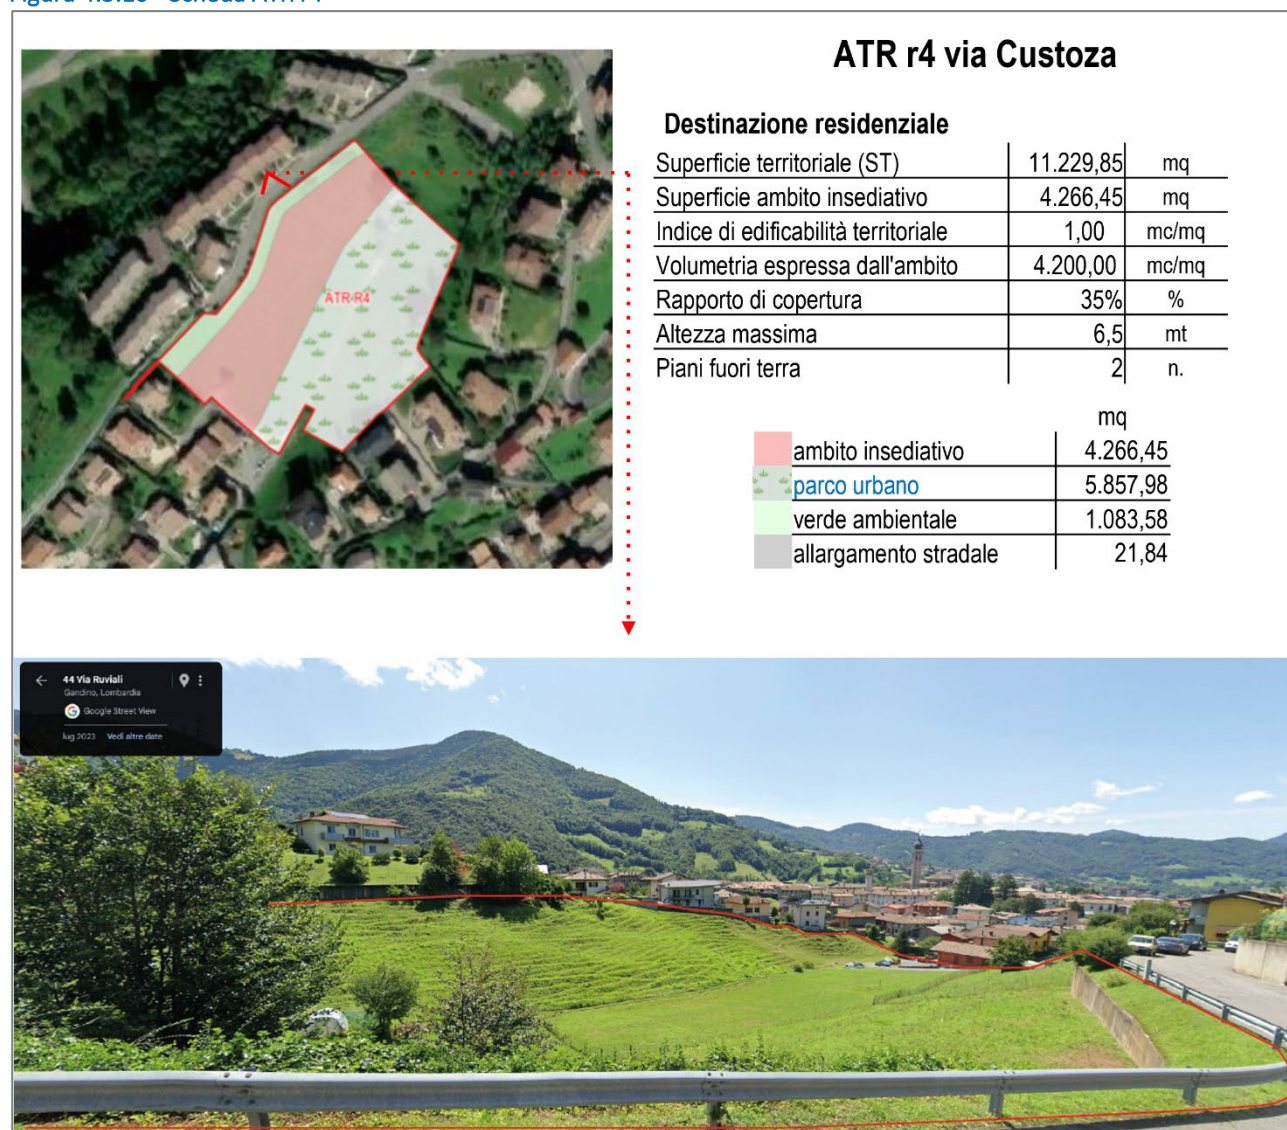 ATR r4 via Custoza
Destinazione residenziale
Superficie territoriale (ST) 11.229,85 mq
Superficie ambito insediativo 4.266,45 mq
Indice di edificabilità territoriale 1,00 mc/mq
Volumetria espressa dall'ambito 4.200,00 mc/mq
Rapporto di copertura 35% %
Altezza massima 6,5 mt
Piani fuori terra 2 n.
ATR-R4
mq
ambito insediativo 4.266,45
parco urbano 5.857,98
verde ambientale 1.083,58
allargamento stradale 21,84
44 Via Ruviali
Gandino, Lombardia
Google Street View
lug 2023 Vedi altre date